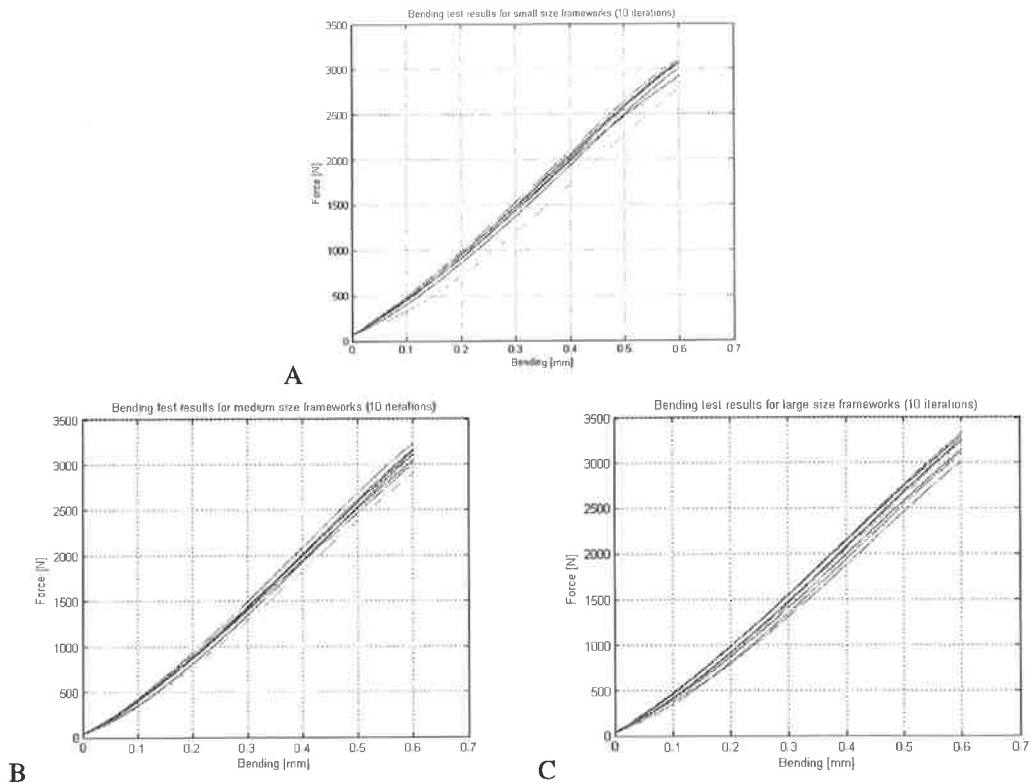 Bending test results for small size frameworks (10 iterations)
3500
3000
2500
2000
1500
1000
500
0
Force [N]
0 0.1 0.2 0.3 0.4 0.5 0.6 0.7
Bending [mm]
A
Bending test results for medium size frameworks (10 iterations)
3500
3000
2500
2000
1500
1000
500
0
Force [N]
0 0.1 0.2 0.3 0.4 0.5 0.6 0.7
Bending [mm]
B
Bending test results for large size frameworks (10 iterations)
3500
3000
2500
2000
1500
1000
500
0
Force [N]
0 0.1 0.2 0.3 0.4 0.5 0.6 0.7
Bending [mm]
C